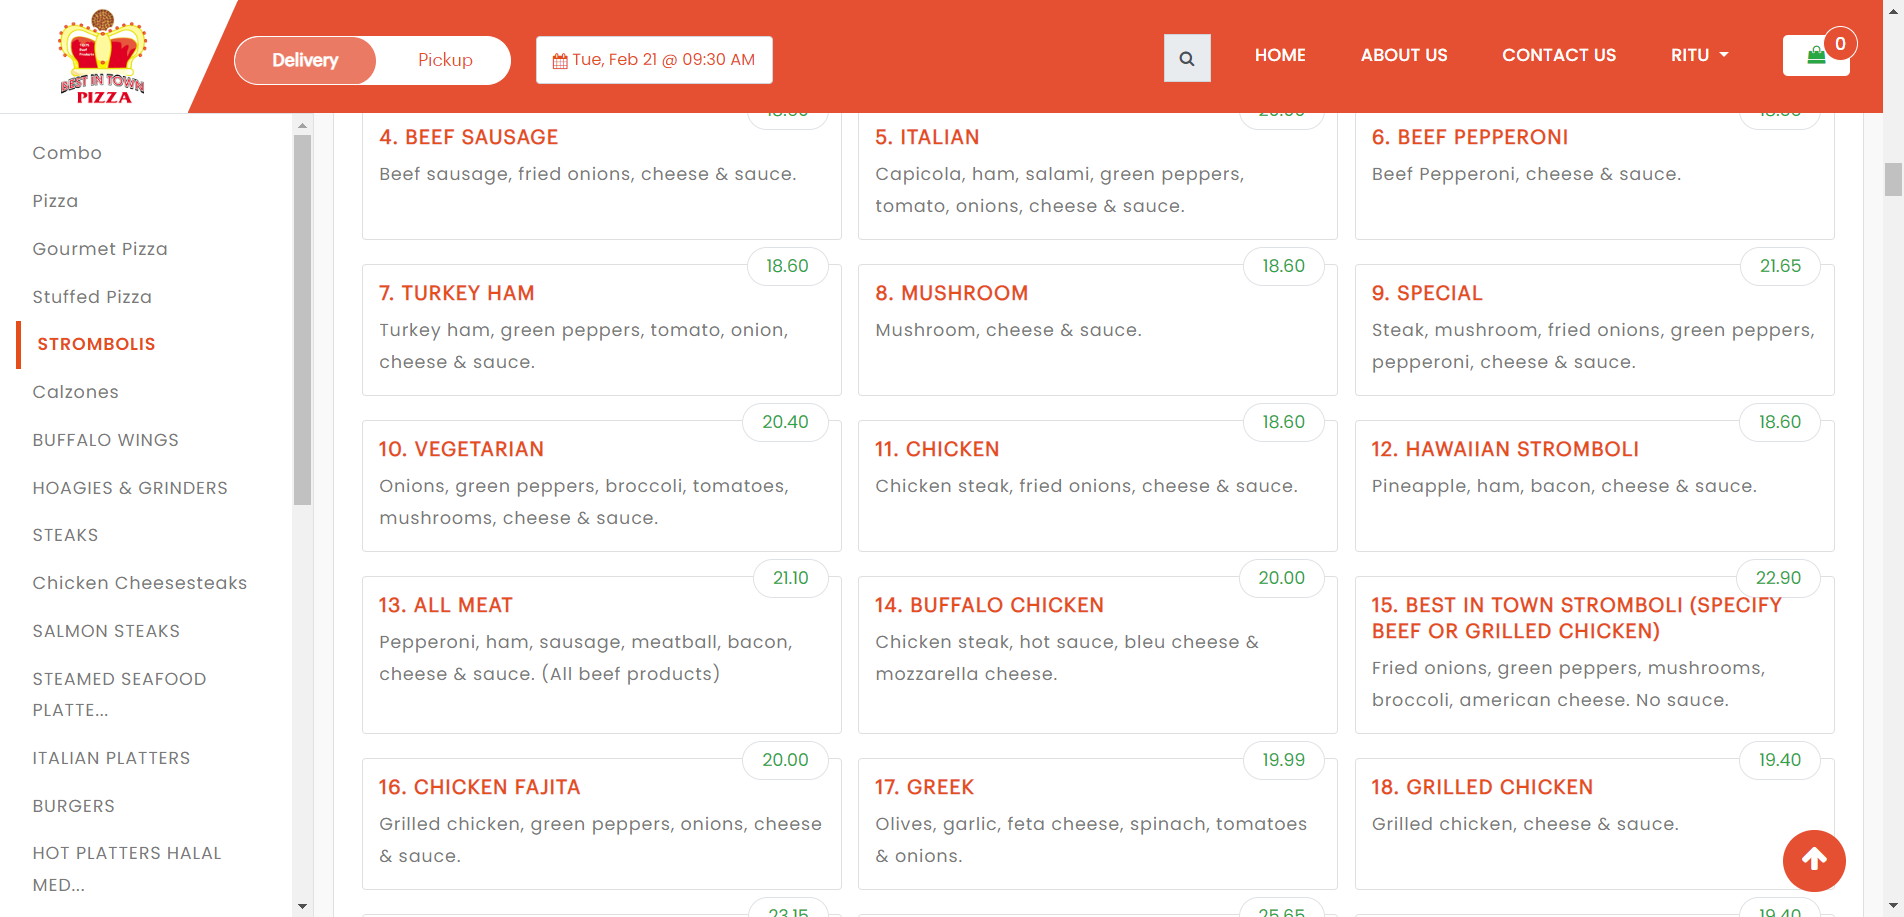 BEST IN TOWN
PIZZA
Delivery
Pickup
Tue, Feb 21 @ 09:30 AM
HOME
ABOUT US
CONTACT US
RITU
0
Combo
Pizza
Gourmet Pizza
Stuffed Pizza
STROMBOLIS
Calzones
BUFFALO WINGS
HOAGIES & GRINDERS
STEAKS
Chicken Cheesesteaks
SALMON STEAKS
STEAMED SEAFOOD
PLATTE...
ITALIAN PLATTERS
BURGERS
HOT PLATTERS HALAL
MED...
4. BEEF SAUSAGE
Beef sausage, fried onions, cheese & sauce.
5. ITALIAN
Capicola, ham, salami, green peppers,
tomato, onions, cheese & sauce.
6. BEEF PEPPERONI
Beef Pepperoni, cheese & sauce.
18.60
7. TURKEY HAM
Turkey ham, green peppers, tomato, onion,
cheese & sauce.
18.60
8. MUSHROOM
Mushroom, cheese & sauce.
21.65
9. SPECIAL
Steak, mushroom, fried onions, green peppers,
pepperoni, cheese & sauce.
20.40
10. VEGETARIAN
Onions, green peppers, broccoli, tomatoes,
mushrooms, cheese & sauce.
18.60
11. CHICKEN
Chicken steak, fried onions, cheese & sauce.
18.60
12. HAWAIIAN STROMBOLI
Pineapple, ham, bacon, cheese & sauce.
21.10
13. ALL MEAT
Pepperoni, ham, sausage, meatball, bacon,
cheese & sauce. (All beef products)
20.00
14. BUFFALO CHICKEN
Chicken steak, hot sauce, bleu cheese &
mozzarella cheese.
22.90
15. BEST IN TOWN STROMBOLI (SPECIFY
BEEF OR GRILLED CHICKEN)
Fried onions, green peppers, mushrooms,
broccoli, american cheese. No sauce.
20.00
16. CHICKEN FAJITA
Grilled chicken, green peppers, onions, cheese
& sauce.
19.99
17. GREEK
Olives, garlic, feta cheese, spinach, tomatoes
& onions.
19.40
18. GRILLED CHICKEN
Grilled chicken, cheese & sauce.
23.15
25.65
19.40